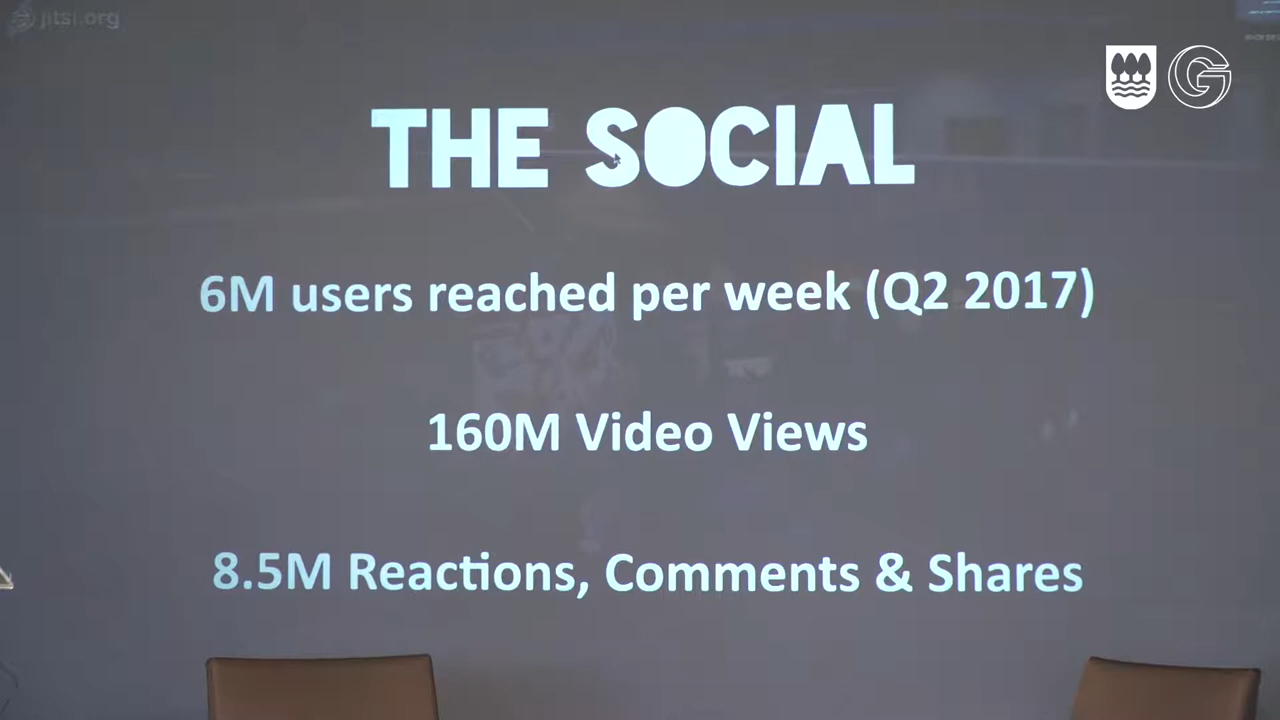 jitsi.org
THE SOCIAL
6M users reached per week (Q2 2017)
160M Video Views
8.5M Reactions, Comments & Shares